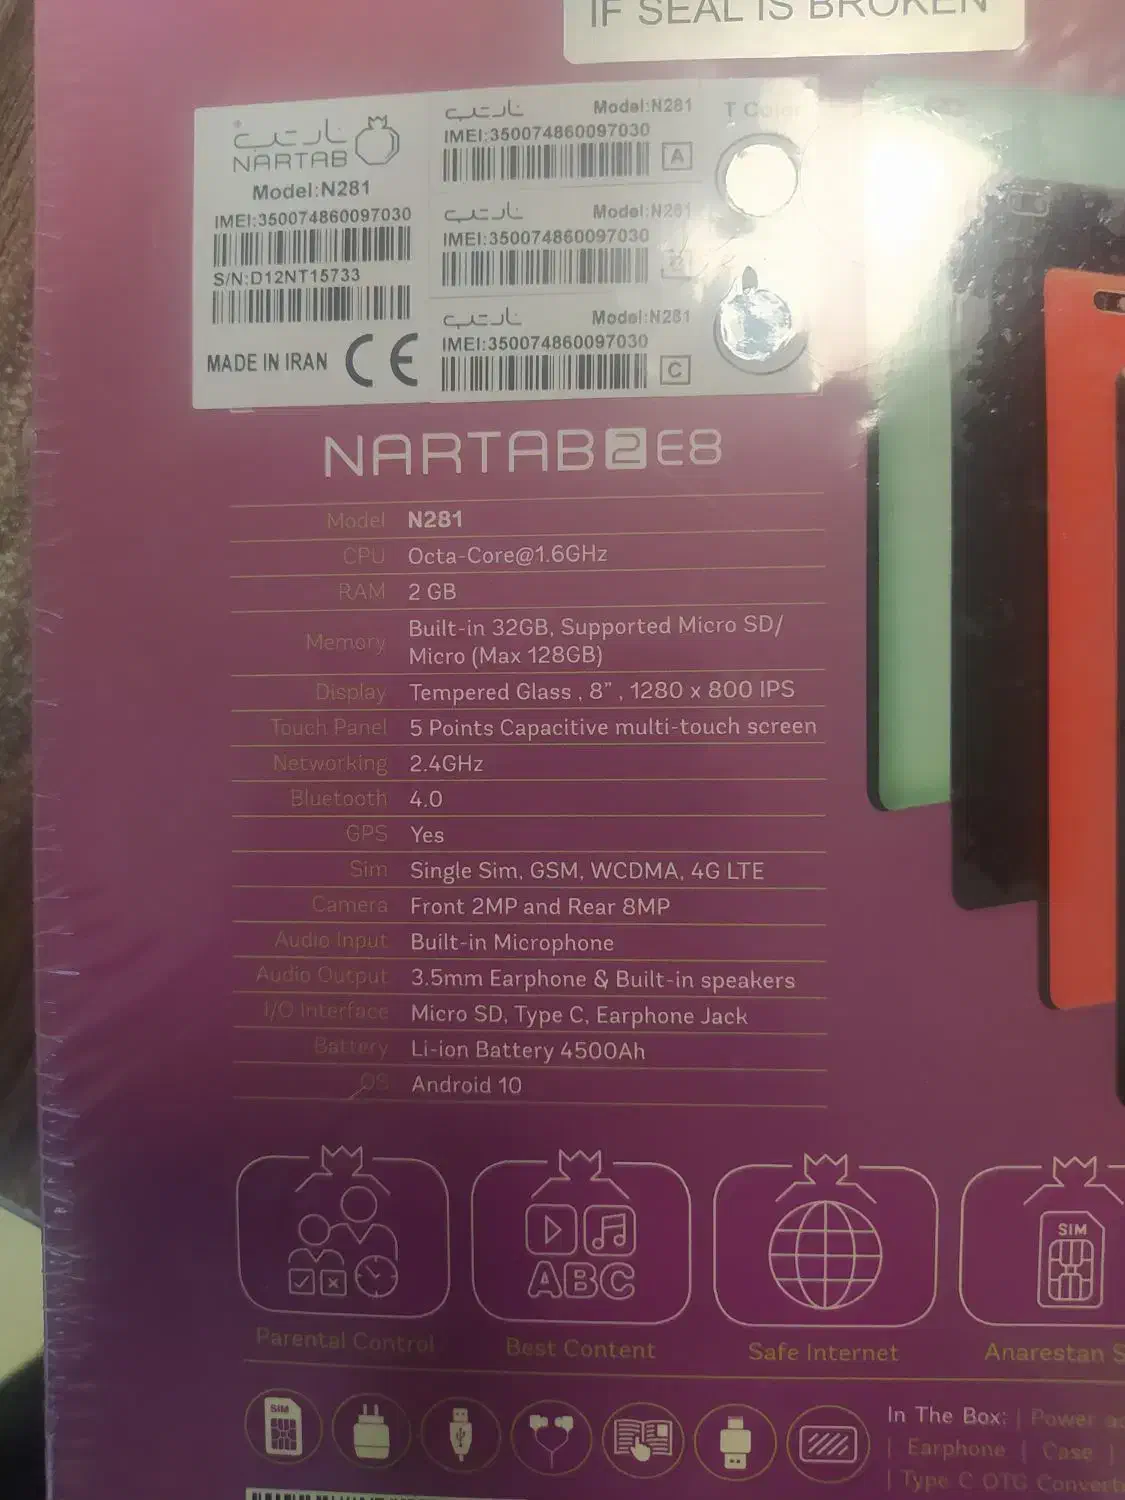 IF SEAL IS BROKEN
نارتب
NARTAB
Model:N281
IMEI:350074860097030
S/N:D12NT15733
MADE IN IRAN CE
نارتب Model:N281
IMEI:350074860097030
A
نارتب Model:N281
IMEI:350074860097030
B
نارتب Model:N281
IMEI:350074860097030
C
T Color
NARTAB 2 E8
Model N281
CPU Octa-Core@1.6GHz
RAM 2 GB
Memory Built-in 32GB, Supported Micro SD/
Micro (Max 128GB)
Display Tempered Glass , 8” , 1280 x 800 IPS
Touch Panel 5 Points Capacitive multi-touch screen
Networking 2.4GHz
Bluetooth 4.0
GPS Yes
Sim Single Sim, GSM, WCDMA, 4G LTE
Camera Front 2MP and Rear 8MP
Audio Input Built-in Microphone
Audio Output 3.5mm Earphone & Built-in speakers
I/O Interface Micro SD, Type C, Earphone Jack
Battery Li-ion Battery 4500Ah
OS Android 10
ABC
SIM
Parental Control Best Content Safe Internet Anarestan S
SIM
In The Box: | Power
| Earphone | Case |
| Type C OTG